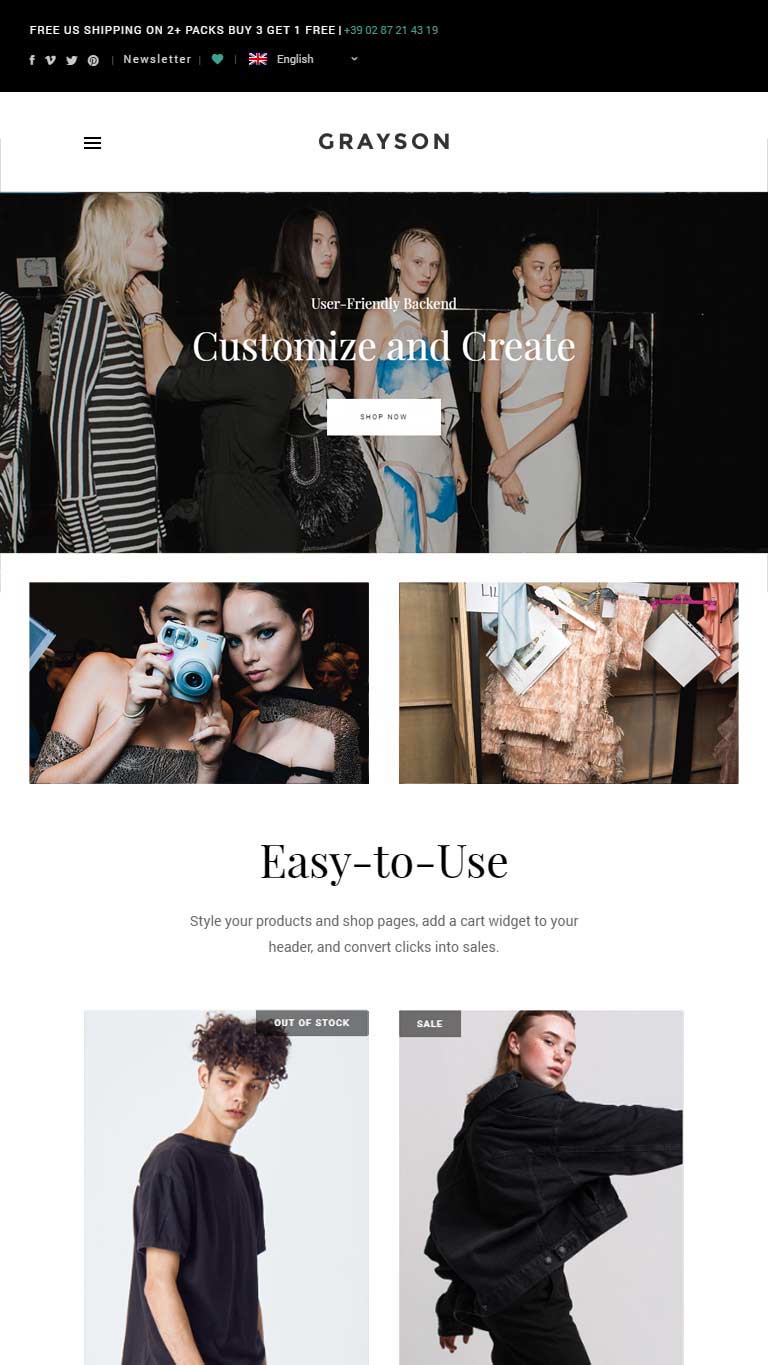 FREE US SHIPPING ON 2+ PACKS BUY 3 GET 1 FREE | +39 02 87 21 43 19
| Newsletter | | English
GRAYSON
User-Friendly Backend
Customize and Create
SHOP NOW
Easy-to-Use
Style your products and shop pages, add a cart widget to your
header, and convert clicks into sales.
OUT OF STOCK
SALE